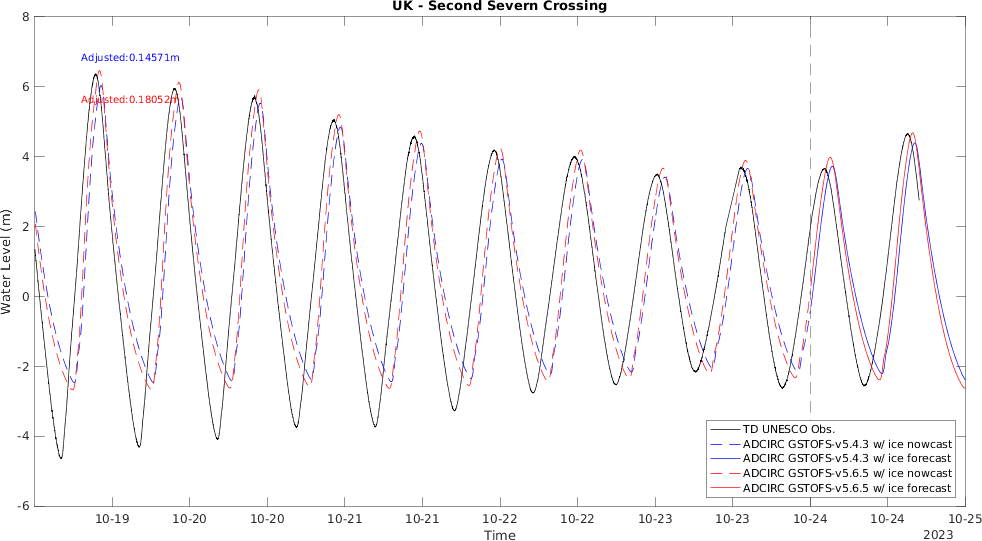 UK - Second Severn Crossing
8
6
4
2
0
-2
-4
-6
Water Level (m)
Adjusted:0.14571m
Adjusted:0.18052m
TD UNESCO Obs.
ADCIRC GSTOFS-v5.4.3 w/ ice nowcast
ADCIRC GSTOFS-v5.4.3 w/ ice forecast
ADCIRC GSTOFS-v5.6.5 w/ ice nowcast
ADCIRC GSTOFS-v5.6.5 w/ ice forecast
10-19 10-20 10-20 10-21 10-21 10-22 10-22 10-23 10-23 10-24 10-24 10-25
Time
2023